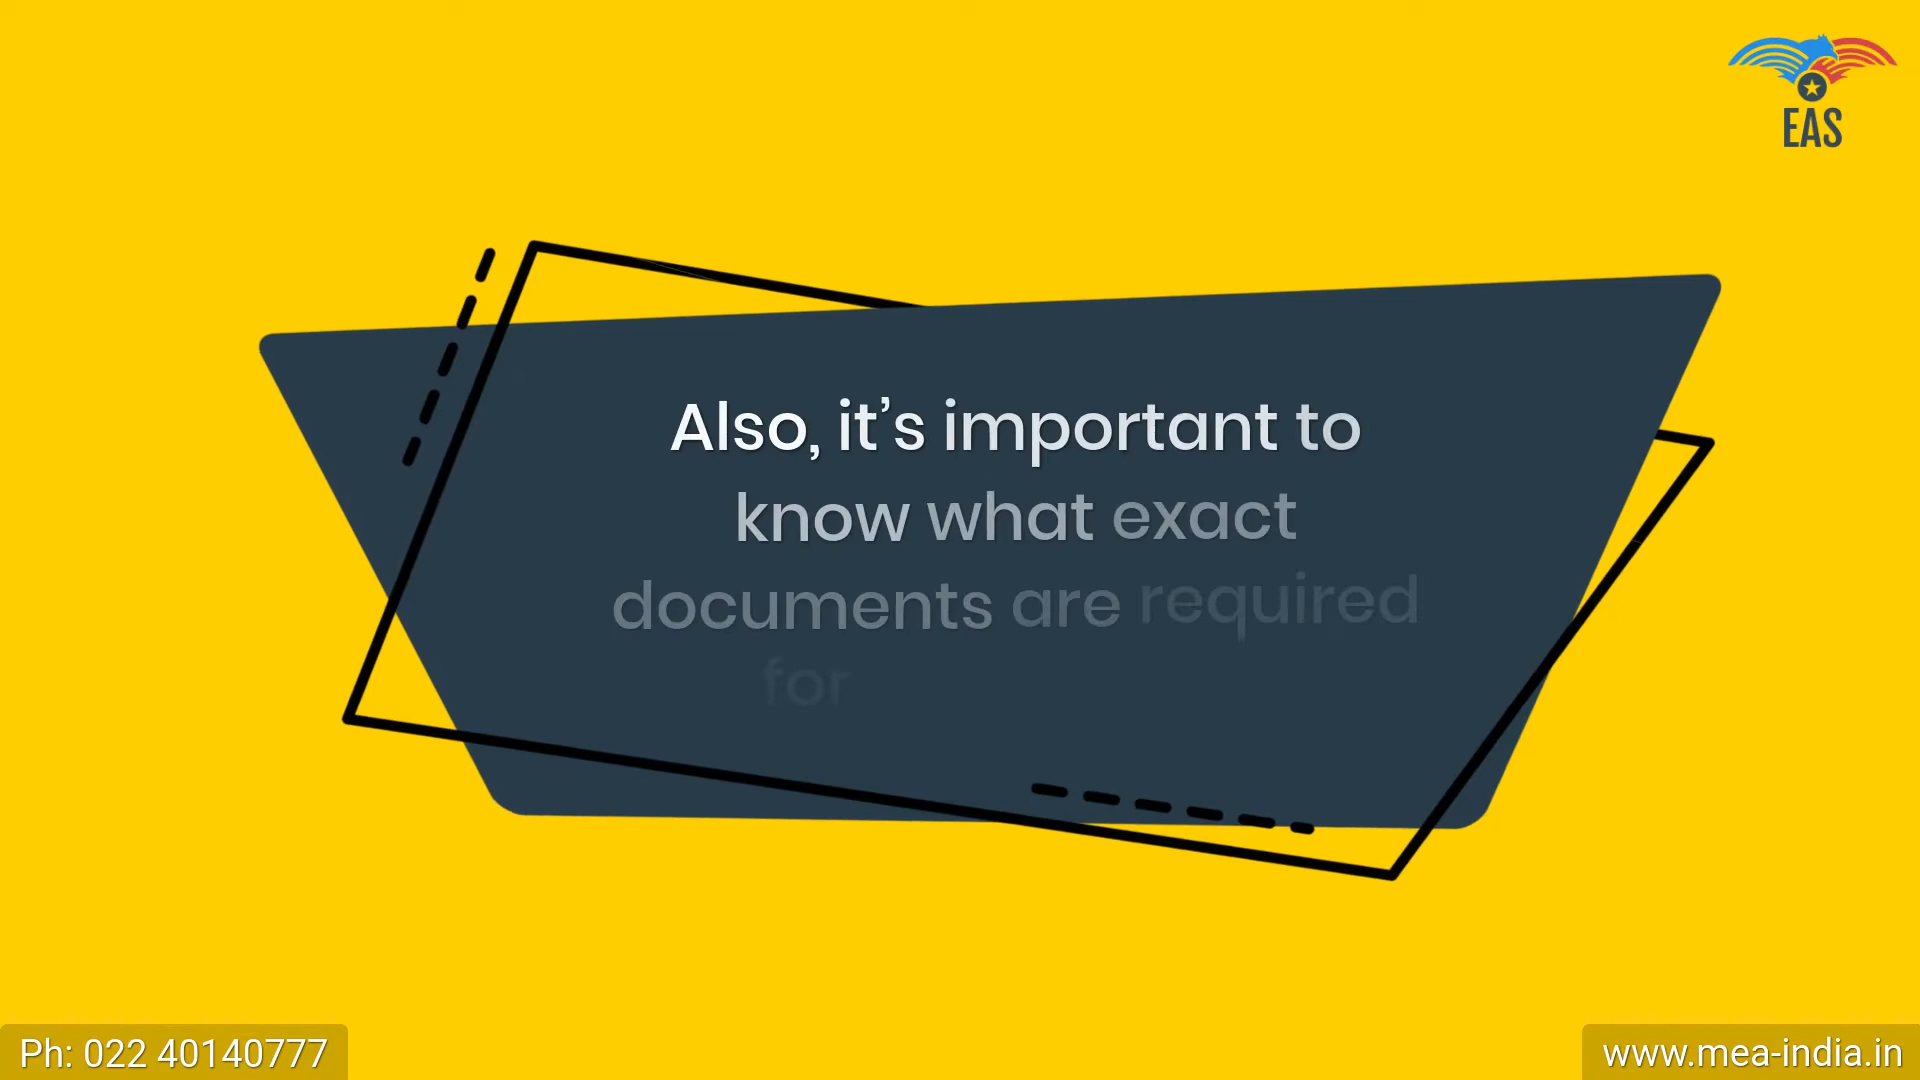 EAS
Also, it’s important to
know what exact
documents are required
for
Ph: 022 40140777
www.mea-india.in